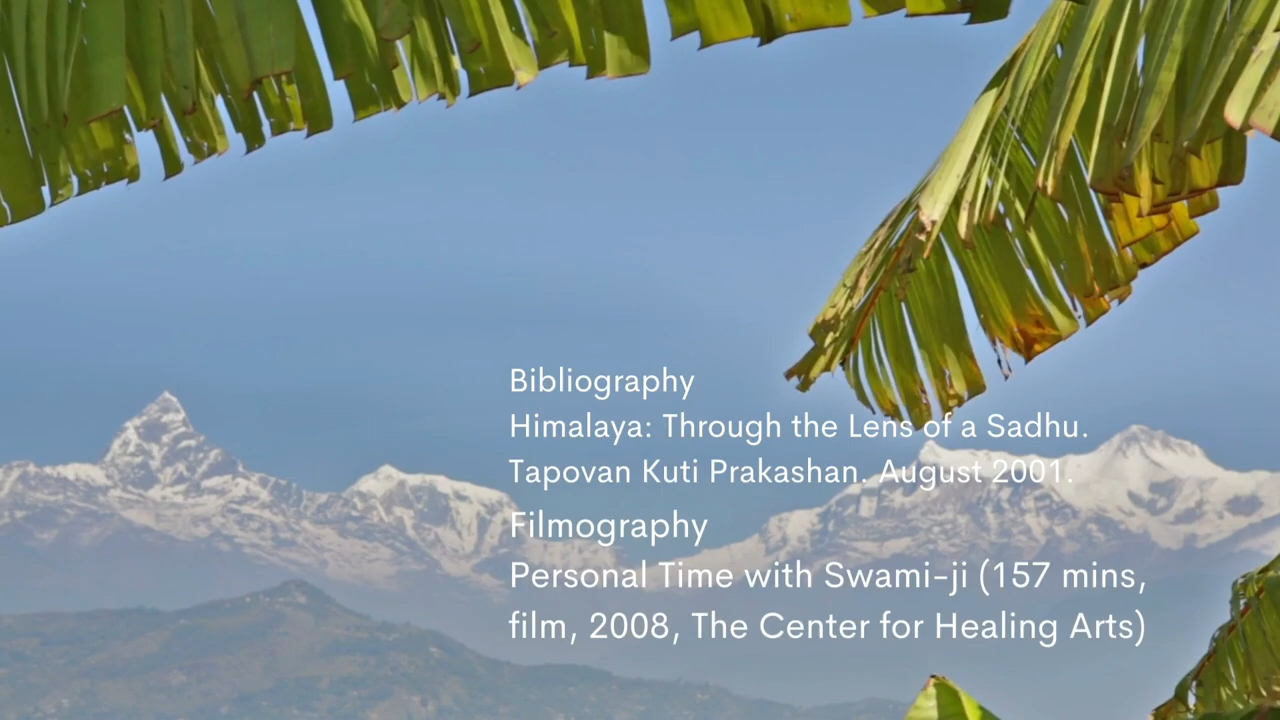 Bibliography
Himalaya: Through the Lens of a Sadhu.
Tapovan Kuti Prakashan. August 2001.
Filmography
Personal Time with Swami-ji (157 mins,
film, 2008, The Center for Healing Arts)